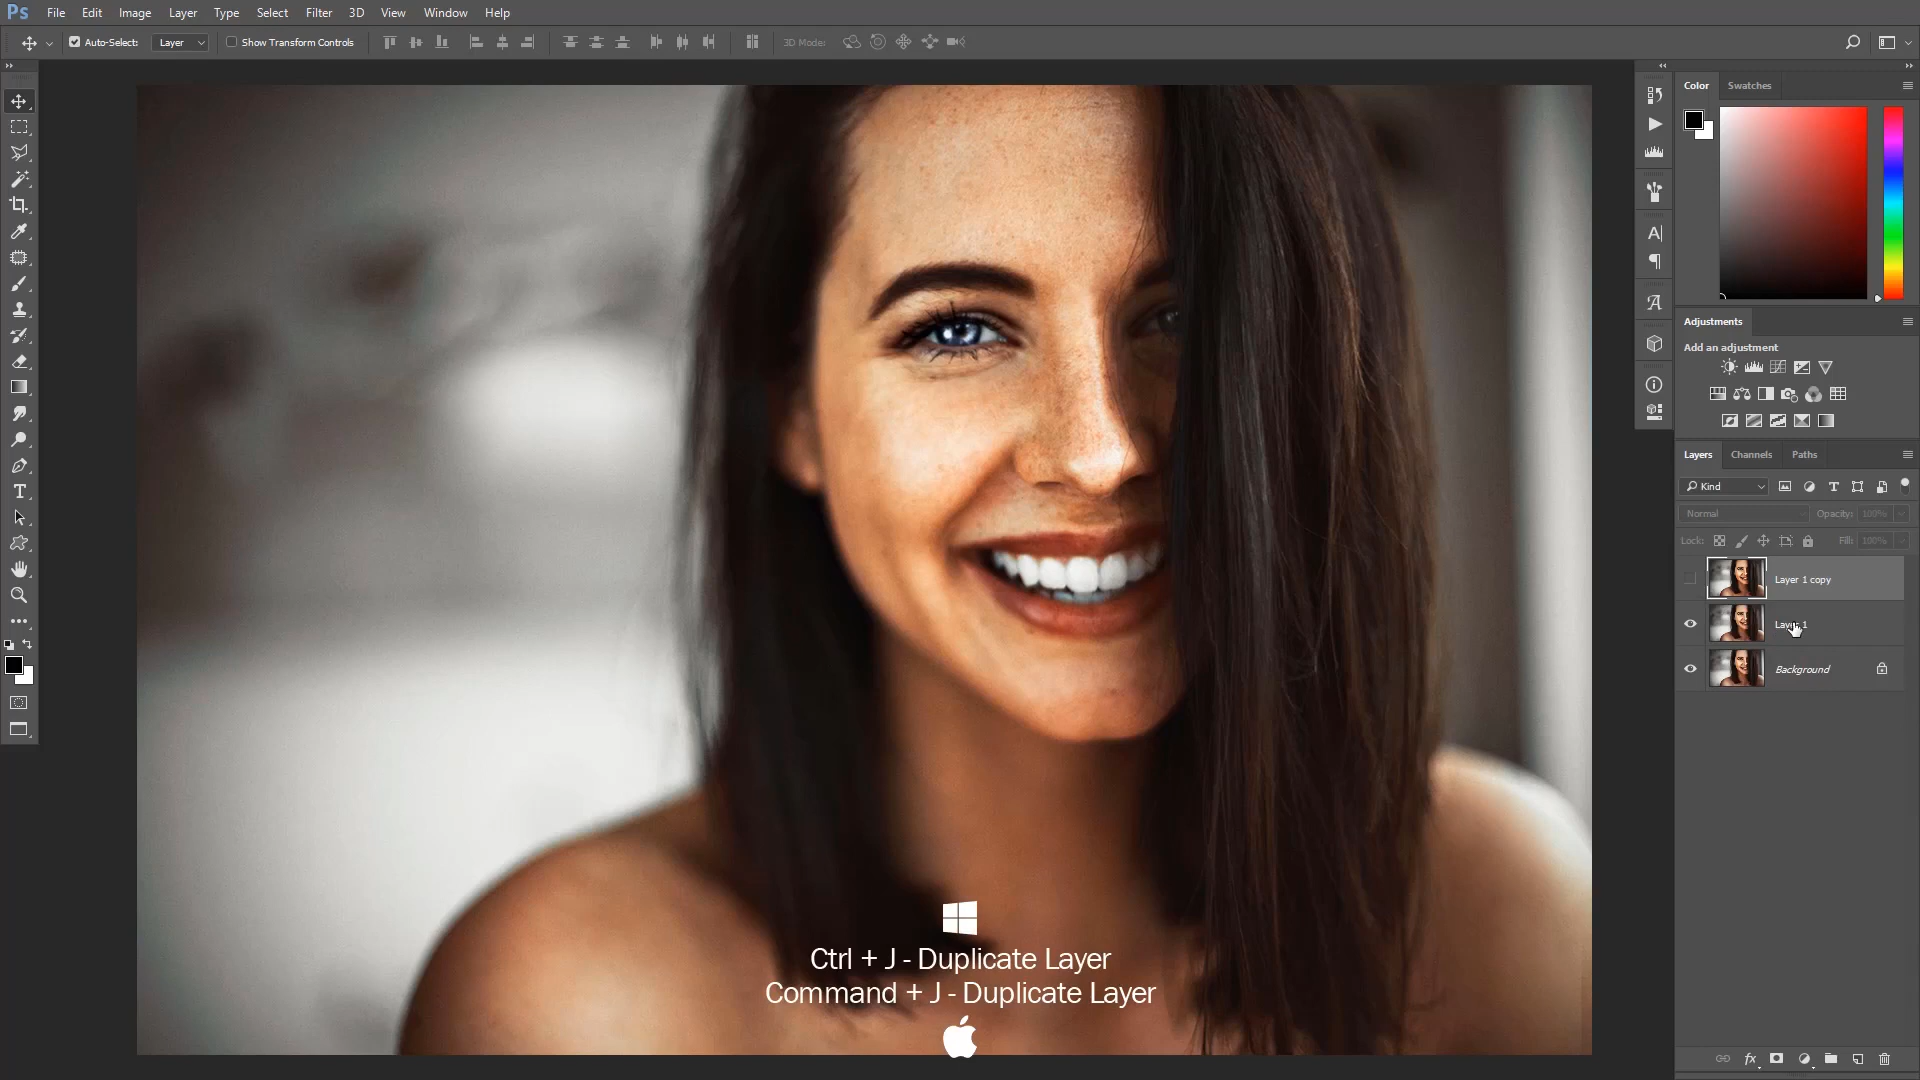 Ps File Edit Image Layer Type Select Filter 3D View Window Help
Auto-Select: Layer Show Transform Controls 3D Mode:
Color Swatches
Adjustments
Add an adjustment
Layers Channels Paths
Kind
Normal Opacity: 100%
Lock: Fill: 100%
Layer 1 copy
Layer 1
Background
Ctrl + J - Duplicate Layer
Command + J - Duplicate Layer